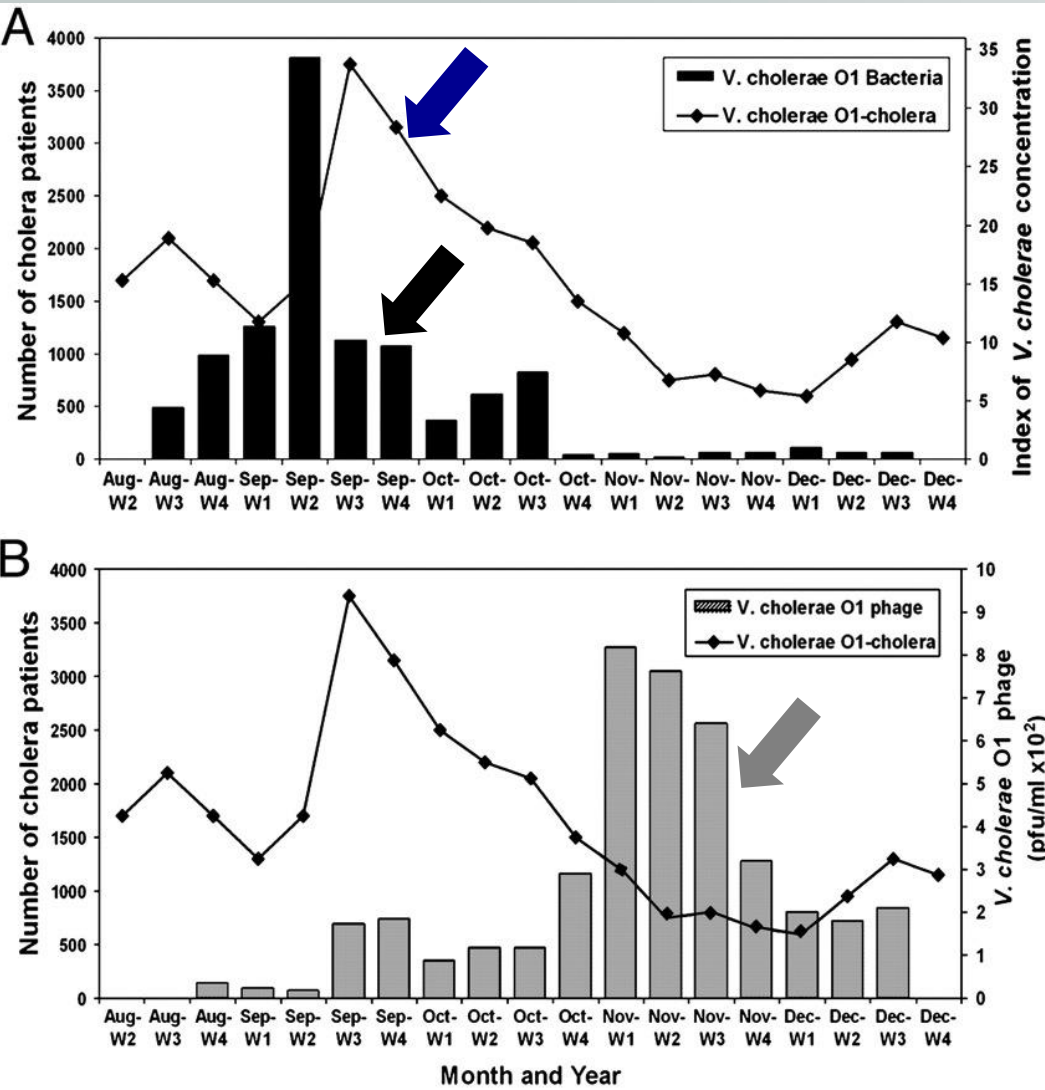 A
Number of cholera patients
4000
3500
3000
2500
2000
1500
1000
500
0
V. cholerae O1 Bacteria
V. cholerae O1-cholera
35
30
25
20
15
10
5
0
Index of V. cholerae concentration
Aug- Aug- Aug- Sep- Sep- Sep- Sep- Oct- Oct- Oct- Oct- Nov- Nov- Nov- Nov- Dec- Dec- Dec- Dec-
W2 W3 W4 W1 W2 W3 W4 W1 W2 W3 W4 W1 W2 W3 W4 W1 W2 W3 W4
B
Number of cholera patients
4000
3500
3000
2500
2000
1500
1000
500
0
V. cholerae O1 phage
V. cholerae O1-cholera
10
9
8
7
6
5
4
3
2
1
0
V. cholerae O1 phage
(pfu/ml x10²)
Aug- Aug- Aug- Sep- Sep- Sep- Sep- Oct- Oct- Oct- Oct- Nov- Nov- Nov- Nov- Dec- Dec- Dec- Dec-
W2 W3 W4 W1 W2 W3 W4 W1 W2 W3 W4 W1 W2 W3 W4 W1 W2 W3 W4
Month and Year